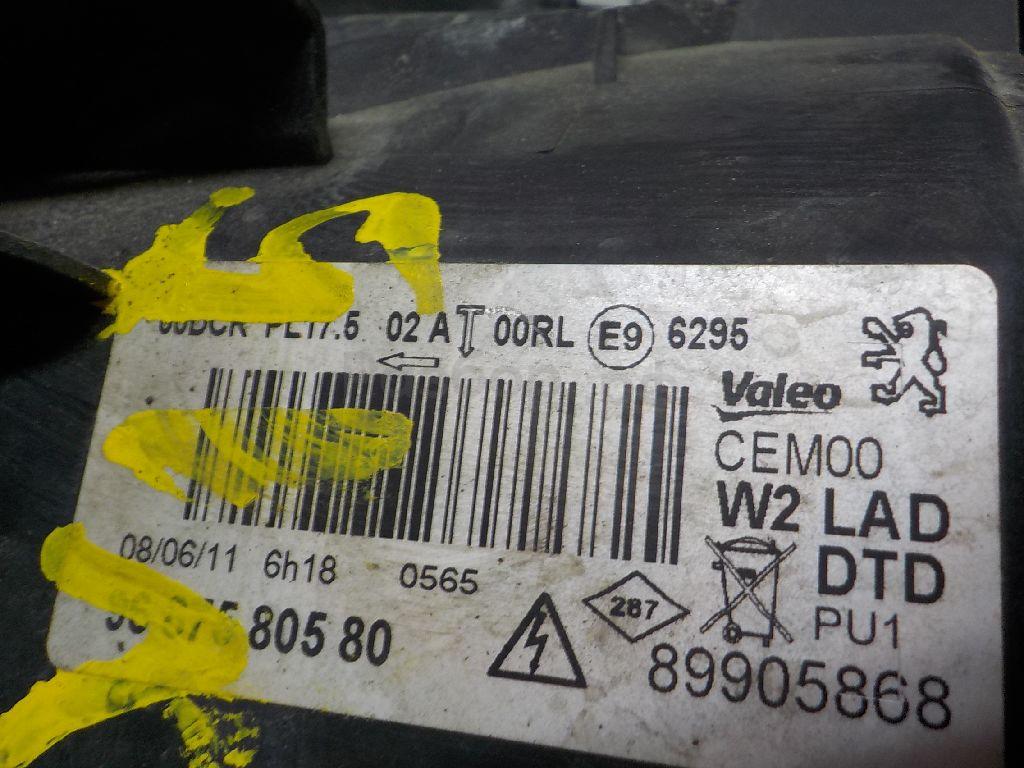 00DCR PL17.5 02 A 00RL E9 6295
Valeo
CEM00
W2 LAD
DTD
PU1
08/06/11 6h18 0565
287
805 80
89905868